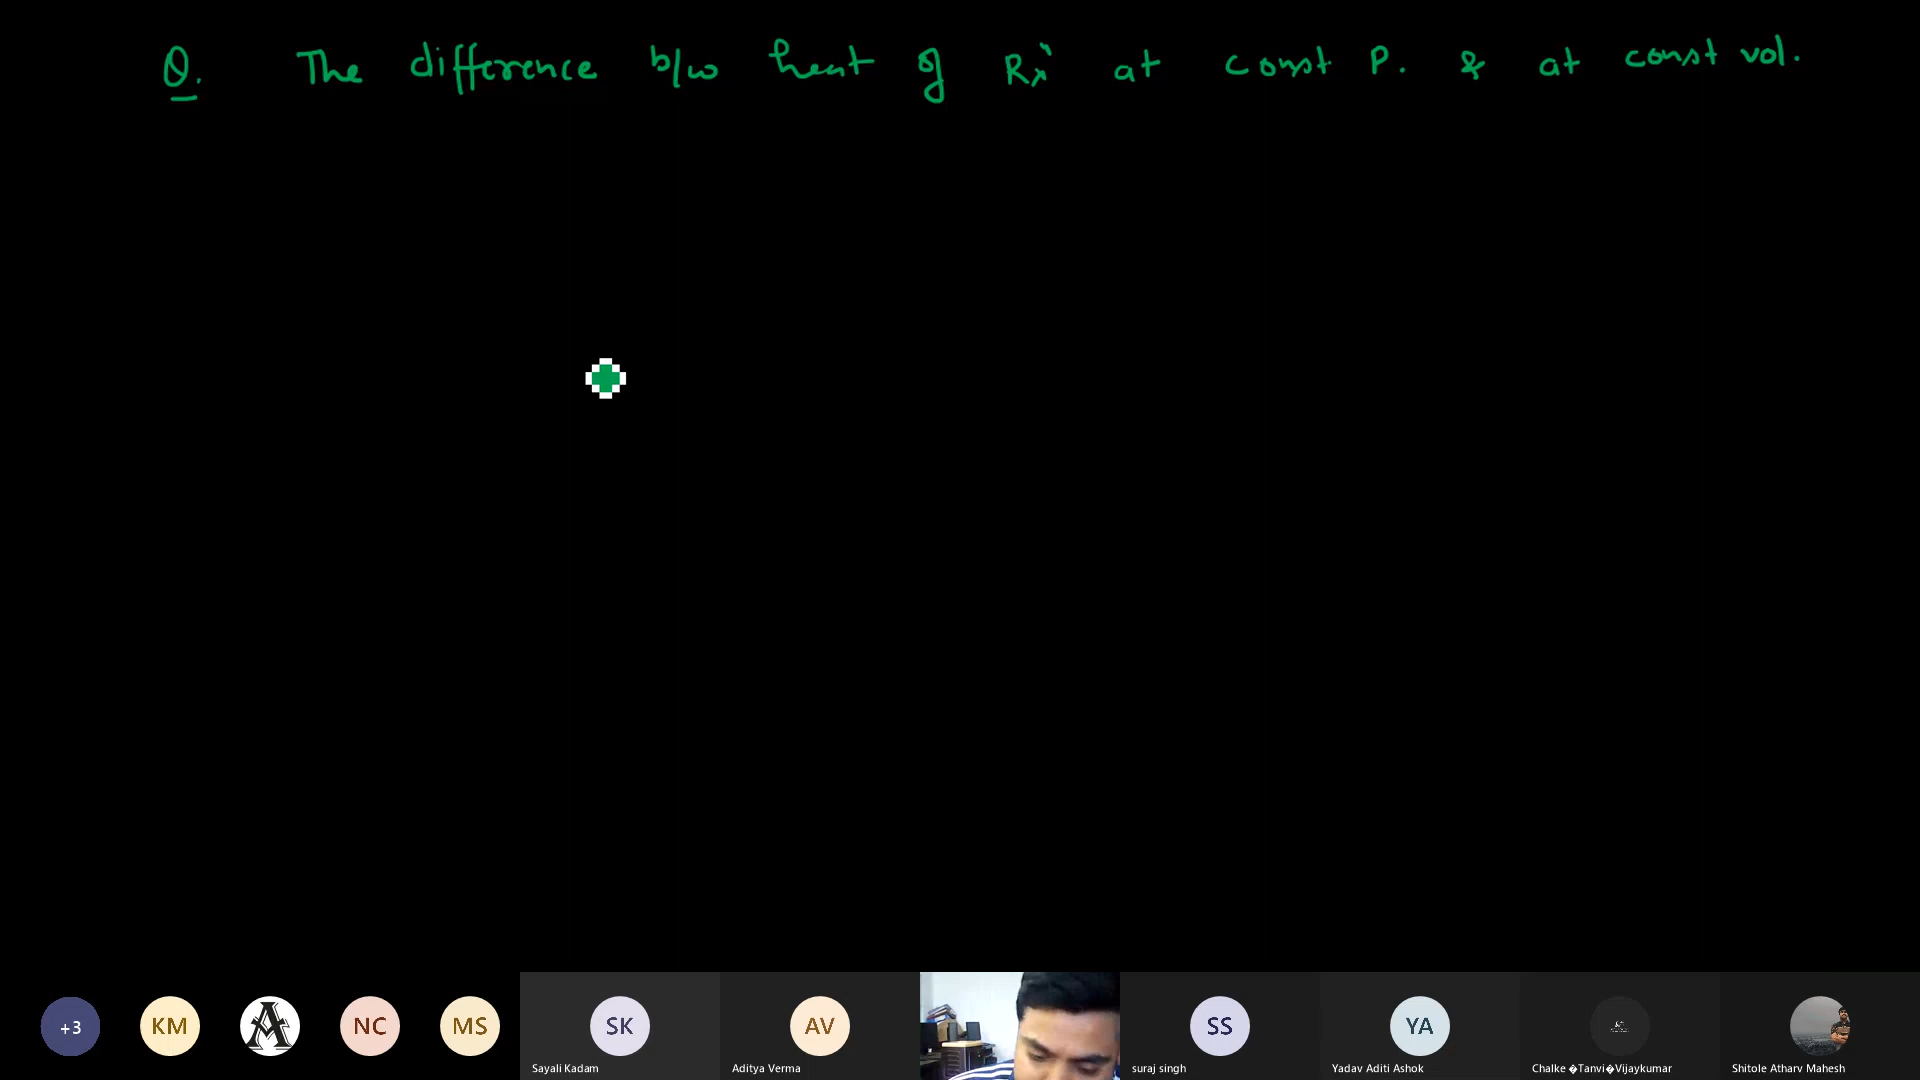 Q. The difference b/w heat of Rxⁿ at const P. & at const vol.
+3 KM A NC MS SK AV SS YA
Sayali Kadam Aditya Verma suraj singh Yadav Aditi Ashok Chalke �Tanvi�Vijaykumar Shitole Atharv Mahesh